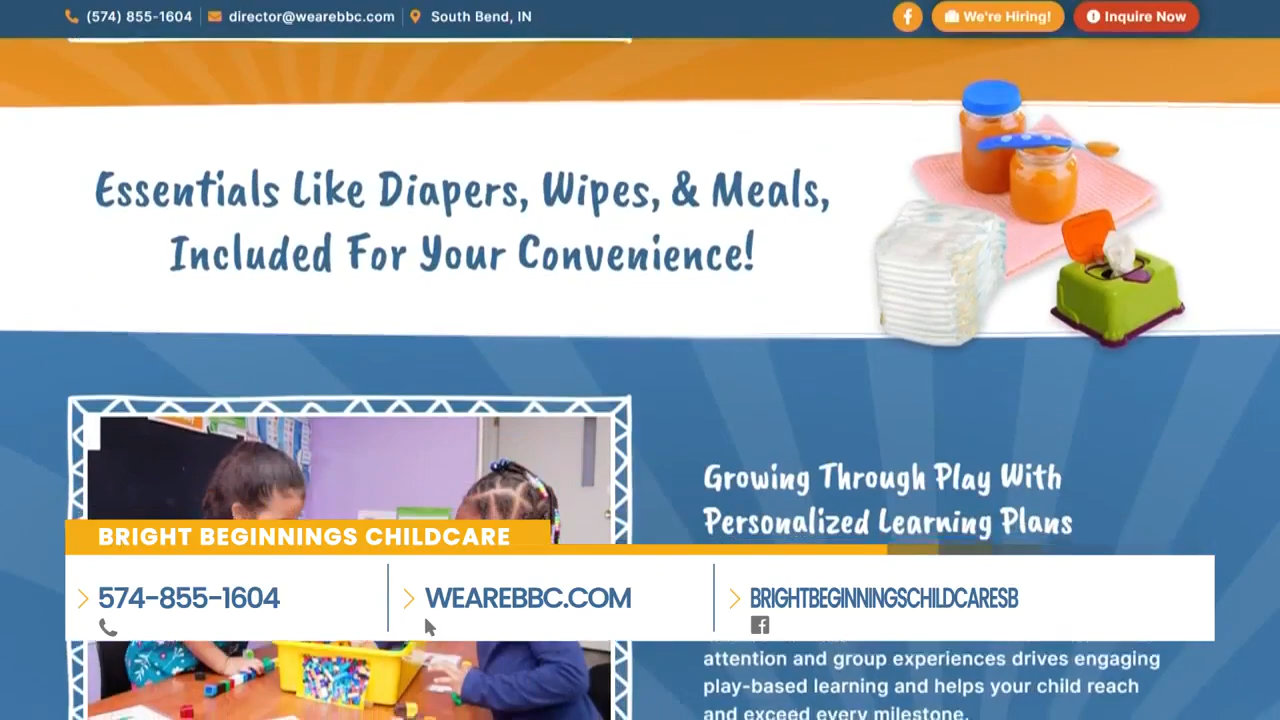 (574) 855-1604
director@wearebbc.com
South Bend, IN
We're Hiring!
Inquire Now
Essentials Like Diapers, Wipes, & Meals,
Included For Your Convenience!
Growing Through Play With
Personalized Learning Plans
BRIGHT BEGINNINGS CHILDCARE
574-855-1604
WEAREBBC.COM
BRIGHTBEGINNINGSCHILDCARESB
attention and group experiences drives engaging
play-based learning and helps your child reach
and exceed every milestone.